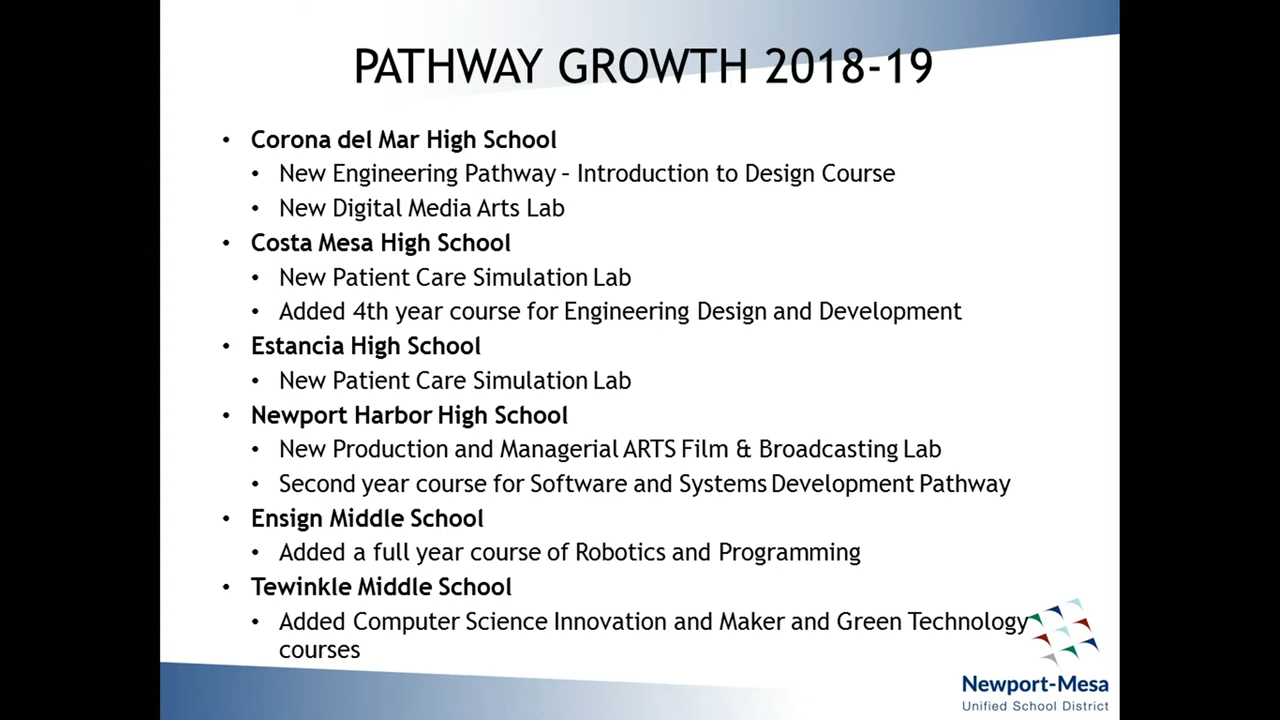 PATHWAY GROWTH 2018-19
• Corona del Mar High School
• New Engineering Pathway – Introduction to Design Course
• New Digital Media Arts Lab
• Costa Mesa High School
• New Patient Care Simulation Lab
• Added 4th year course for Engineering Design and Development
• Estancia High School
• New Patient Care Simulation Lab
• Newport Harbor High School
• New Production and Managerial ARTS Film & Broadcasting Lab
• Second year course for Software and Systems Development Pathway
• Ensign Middle School
• Added a full year course of Robotics and Programming
• Tewinkle Middle School
• Added Computer Science Innovation and Maker and Green Technology
courses
Newport-Mesa
Unified School District